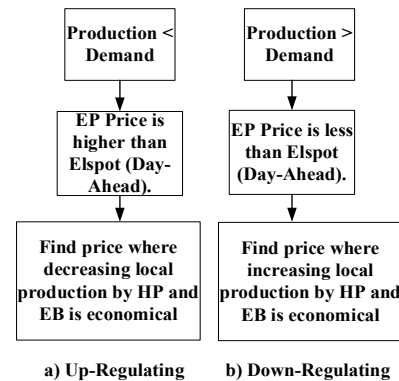 Production <
Demand
EP Price is
higher than
Elspot (Day-
Ahead).
Find price where
decreasing local
production by HP and
EB is economical
a) Up-Regulating
Production >
Demand
EP Price is less
than Elspot
(Day-Ahead).
Find price where
increasing local
production by HP and
EB is economical
b) Down-Regulating